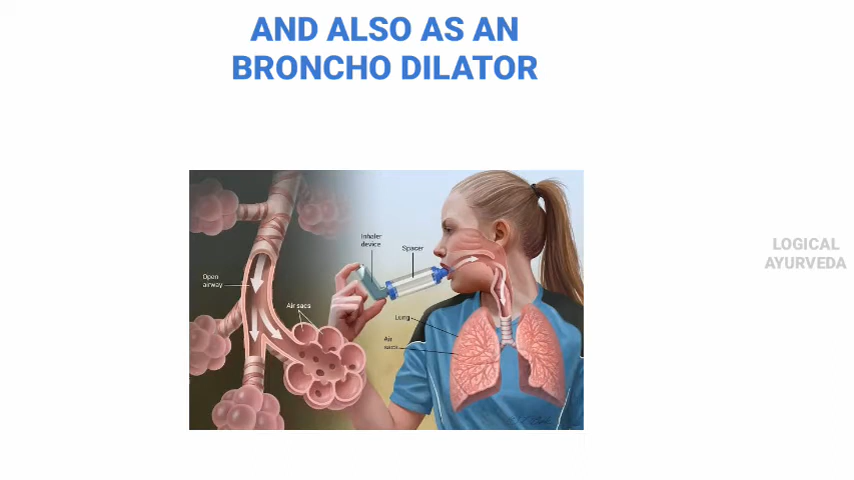 AND ALSO AS AN
BRONCHO DILATOR
Inhaler
device
Spacer
Open
airway
Air sacs
Lung
Air
sacs
LOGICAL
AYURVEDA